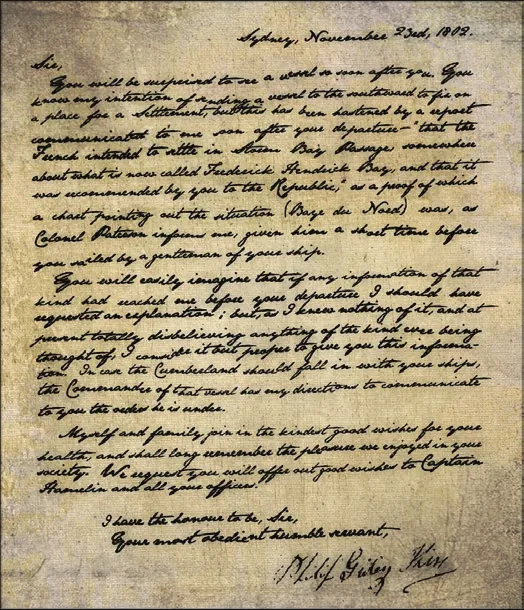 Sydney, November 23rd, 1802.
Sir,
You will be surprised to see a vessel so soon after you. You
know my intention of sending a vessel to the southward to fix on
a place for a Settlement, but this has been hastened by a report
communicated to me soon after your departure—"that the
French intended to settle in Storm Bay Passage somewhere
about what is now called Frederick Hendrick Bay, and that it
was recommended by you to the Republic," as a proof of which
a chart pointing out the situation (Baye du Nord) was, as
Colonel Paterson informs me, given him a short time before
you sailed by a gentleman of your ship.
You will easily imagine that if any information of that
kind had reached me before your departure I should have
requested an explanation; but as I knew nothing of it, and at
present totally disbelieving anything of the kind ever being
thought of, I consider it but proper to give you this informa-
tion. In case the Cumberland should fall in with your ships,
the Commander of that vessel has my directions to communicate
to you the orders he is under.
Myself and family join in the kindest good wishes for your
health, and shall long remember the pleasure we enjoyed in your
society. We request you will offer our good wishes to Captain
Hamelin and all your officers.
I have the honour to be, Sir,
Your most obedient humble servant,
Philip Gidley King